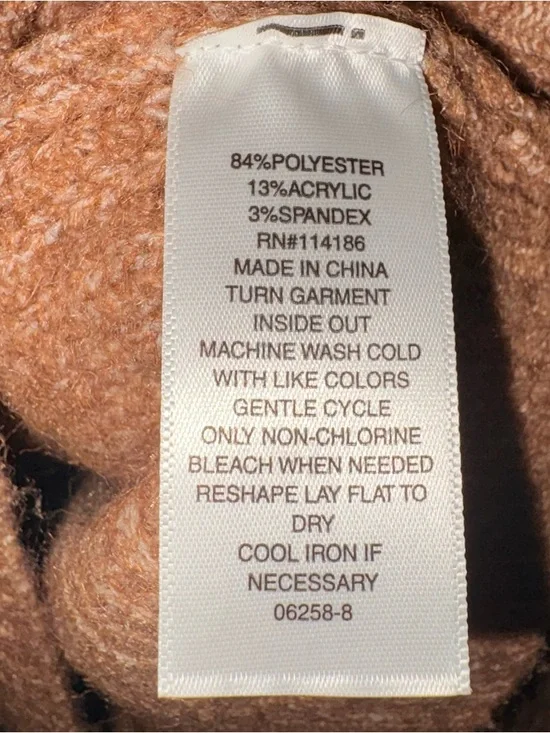 84%POLYESTER
13%ACRYLIC
3%SPANDEX
RN#114186
MADE IN CHINA
TURN GARMENT
INSIDE OUT
MACHINE WASH COLD
WITH LIKE COLORS
GENTLE CYCLE
ONLY NON-CHLORINE
BLEACH WHEN NEEDED
RESHAPE LAY FLAT TO
DRY
COOL IRON IF
NECESSARY
06258-8